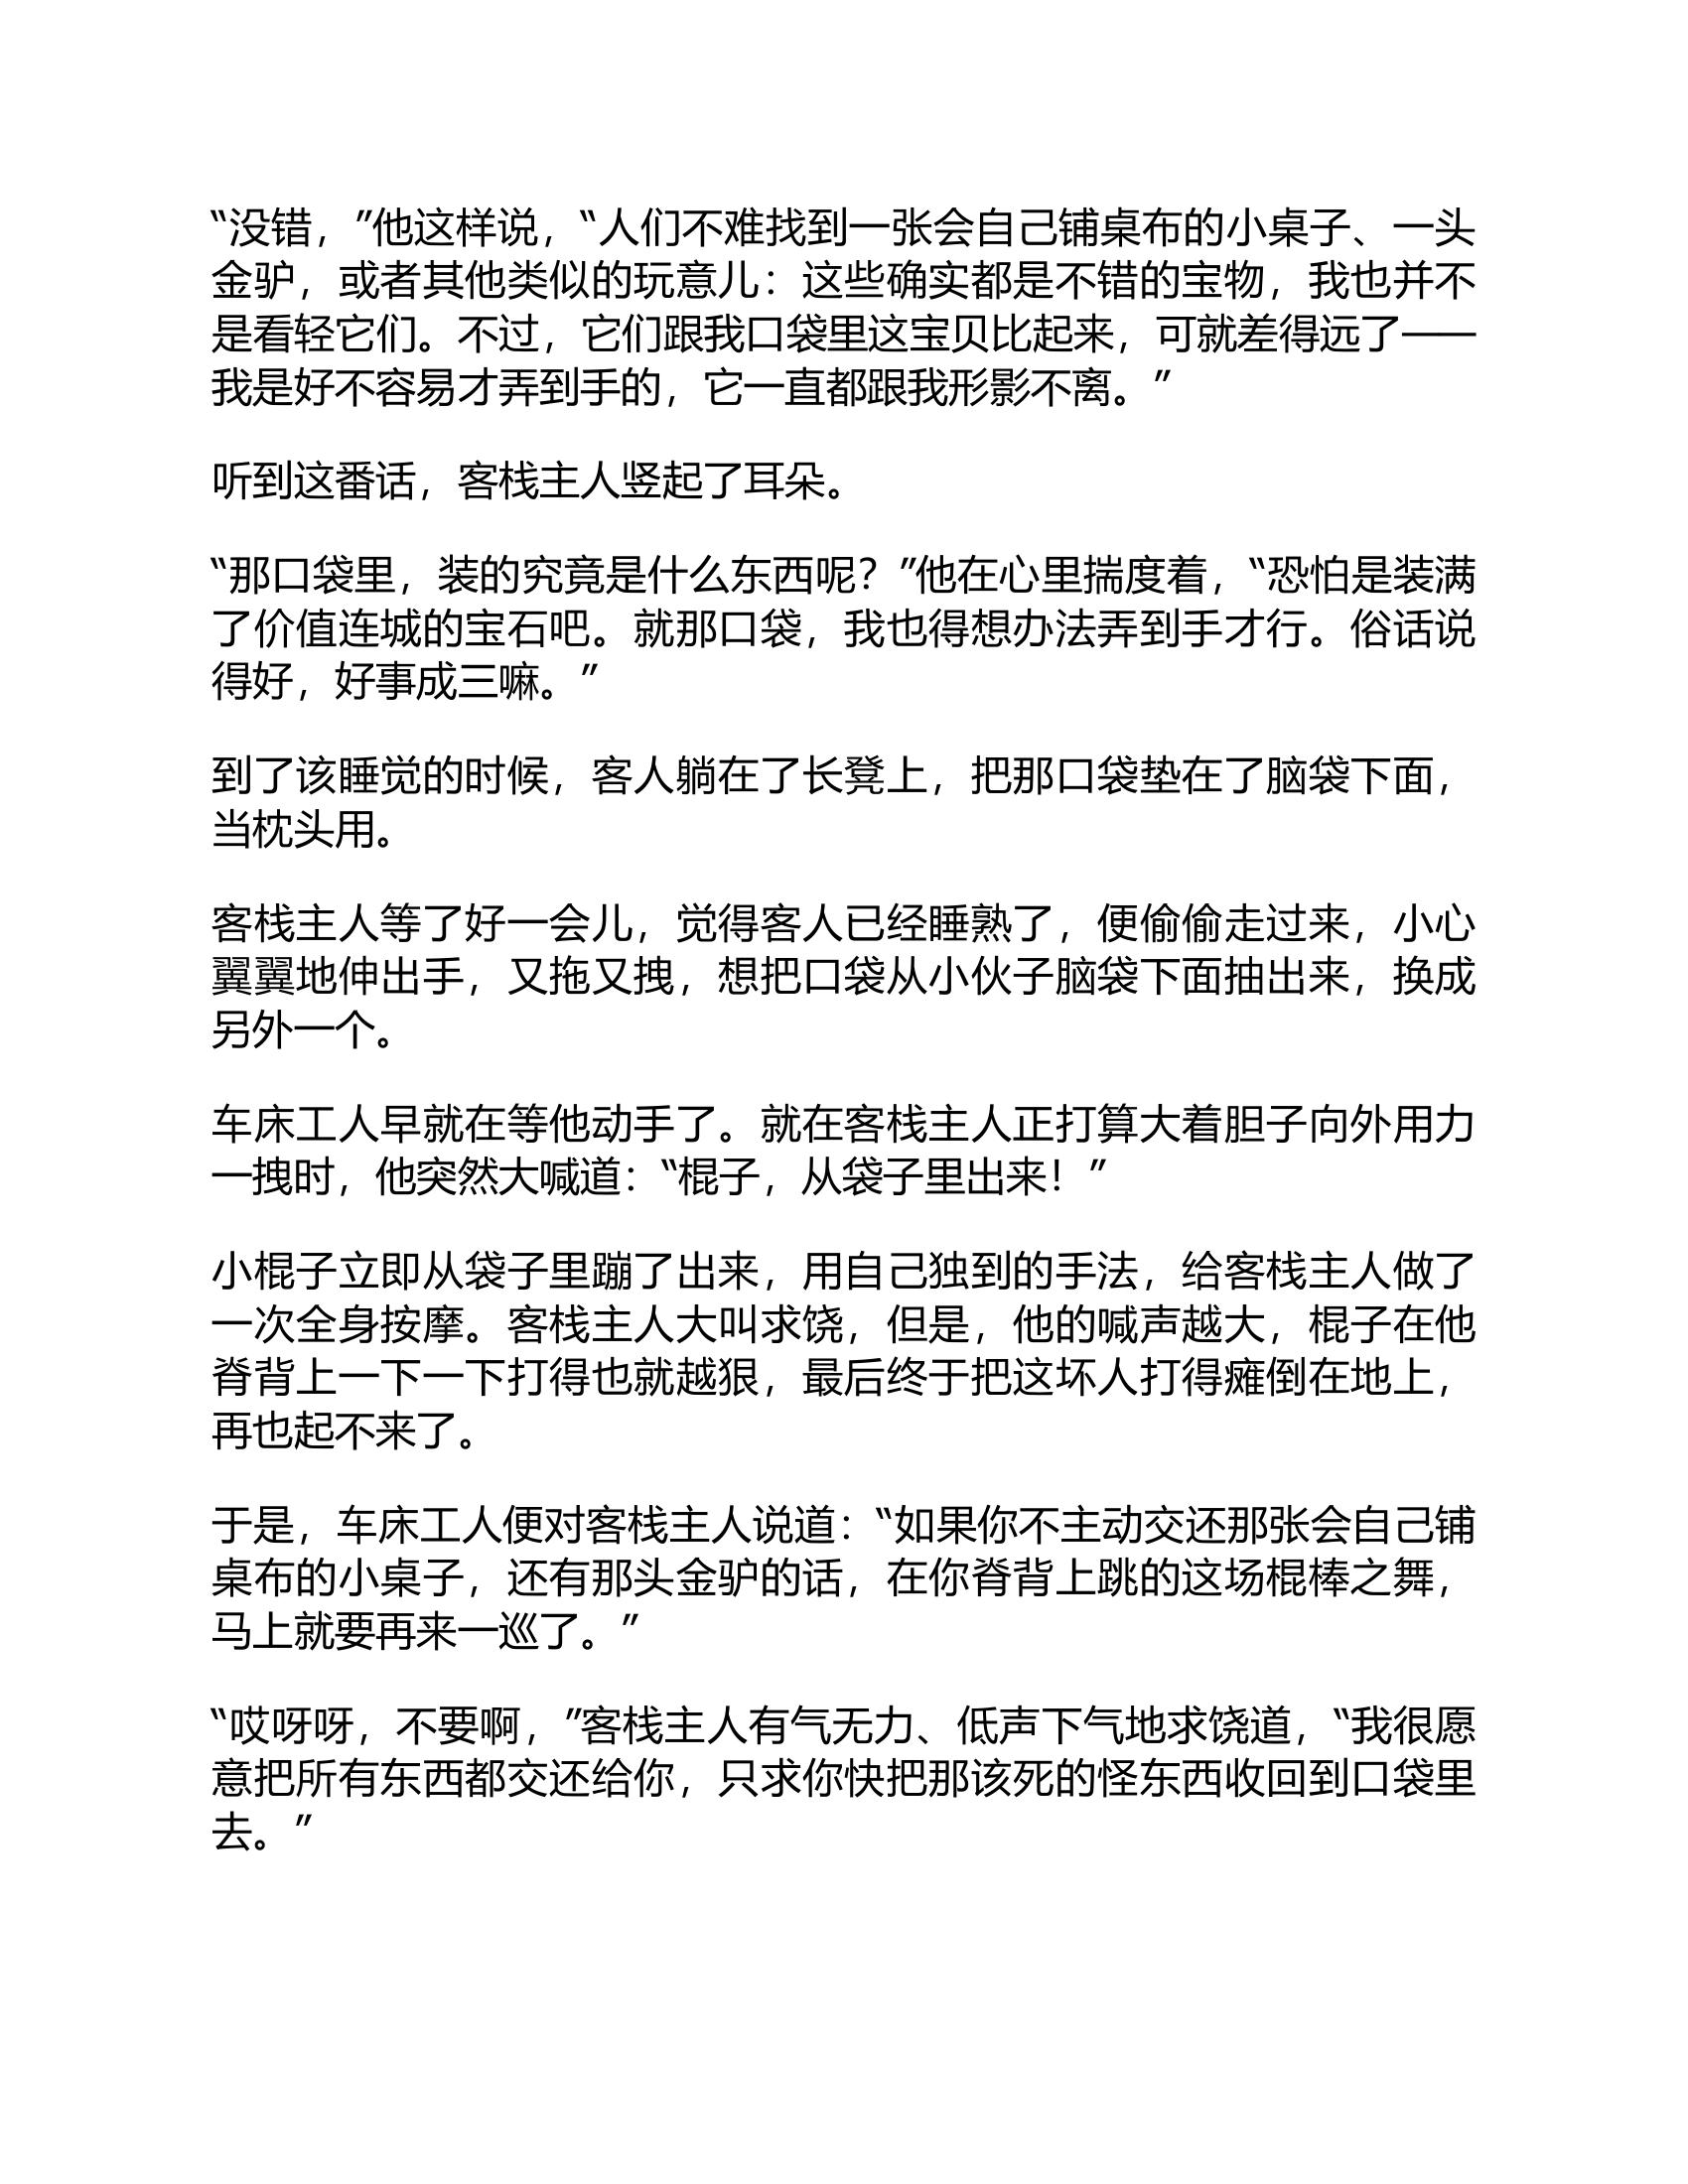 “没错，”他这样说，“人们不难找到一张会自己铺桌布的小桌子、一头
金驴，或者其他类似的玩意儿：这些确实都是不错的宝物，我也并不
是看轻它们。不过，它们跟我口袋里这宝贝比起来，可就差得远了——
我是好不容易才弄到手的，它一直都跟我形影不离。”
听到这番话，客栈主人竖起了耳朵。
“那口袋里，装的究竟是什么东西呢？”他在心里揣度着，“恐怕是装满
了价值连城的宝石吧。就那口袋，我也得想办法弄到手才行。俗话说
得好，好事成三嘛。”
到了该睡觉的时候，客人躺在了长凳上，把那口袋垫在了脑袋下面，
当枕头用。
客栈主人等了好一会儿，觉得客人已经睡熟了，便偷偷走过来，小心
翼翼地伸出手，又拖又拽，想把口袋从小伙子脑袋下面抽出来，换成
另外一个。
车床工人早就在等他动手了。就在客栈主人正打算大着胆子向外用力
一拽时，他突然大喊道：“棍子，从袋子里出来！”
小棍子立即从袋子里蹦了出来，用自己独到的手法，给客栈主人做了
一次全身按摩。客栈主人大叫求饶，但是，他的喊声越大，棍子在他
脊背上一下一下打得也就越狠，最后终于把这坏人打得瘫倒在地上，
再也起不来了。
于是，车床工人便对客栈主人说道：“如果你不主动交还那张会自己铺
桌布的小桌子，还有那头金驴的话，在你脊背上跳的这场棍棒之舞，
马上就要再来一巡了。”
“哎呀呀，不要啊，”客栈主人有气无力、低声下气地求饶道，“我很愿
意把所有东西都交还给你，只求你快把那该死的怪东西收回到口袋里
去。”